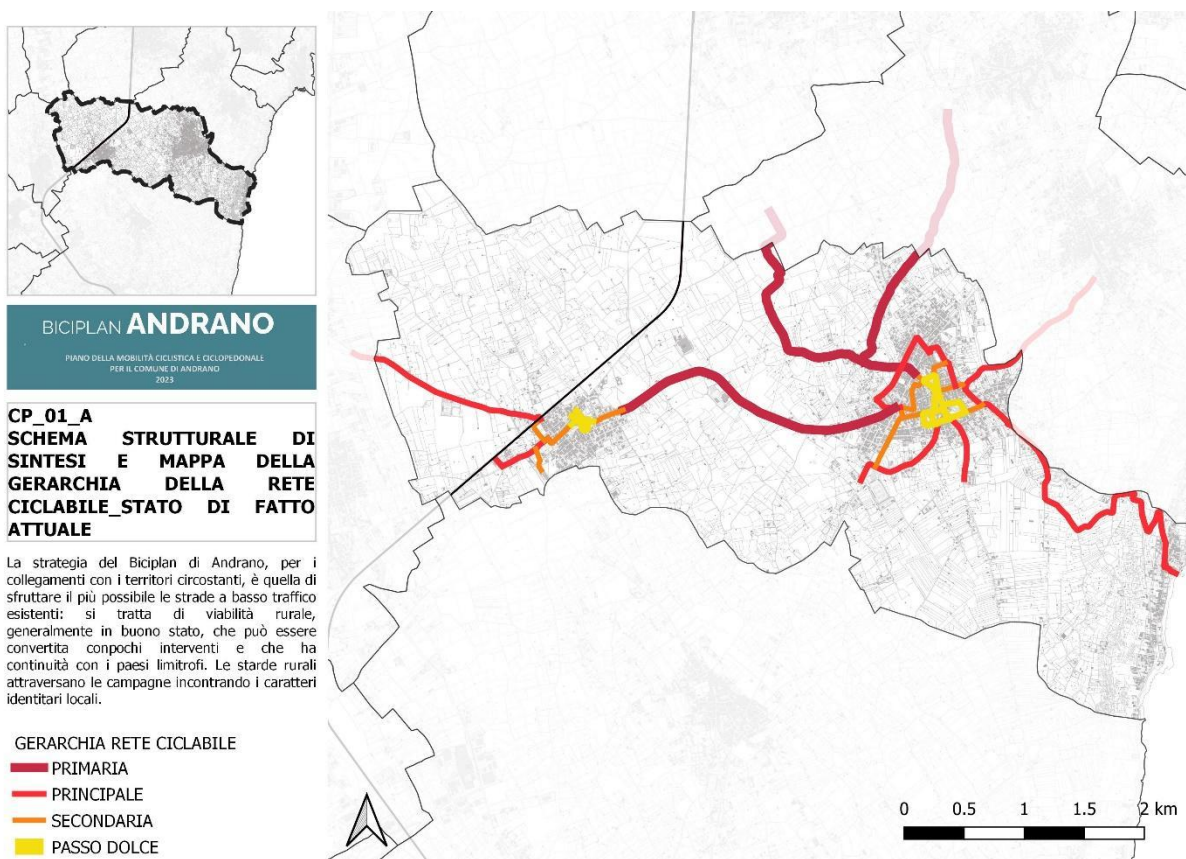 BICIPLAN ANDRANO
PIANO DELLA MOBILITÀ CICLISTICA E CICLOPEDONALE
PER IL COMUNE DI ANDRANO
2023
CP_01_A
SCHEMA STRUTTURALE DI
SINTESI E MAPPA DELLA
GERARCHIA DELLA RETE
CICLABILE_STATO DI FATTO
ATTUALE
La strategia del Biciplan di Andrano, per i
collegamenti con i territori circostanti, è quella di
sfruttare il più possibile le strade a basso traffico
esistenti: si tratta di viabilità rurale,
generalmente in buono stato, che può essere
convertita conpochi interventi e che ha
continuità con i paesi limitrofi. Le starde rurali
attraversano le campagne incontrando i caratteri
identitari locali.
GERARCHIA RETE CICLABILE
PRIMARIA
PRINCIPALE
SECONDARIA
PASSO DOLCE
0 0.5 1 1.5 2 km